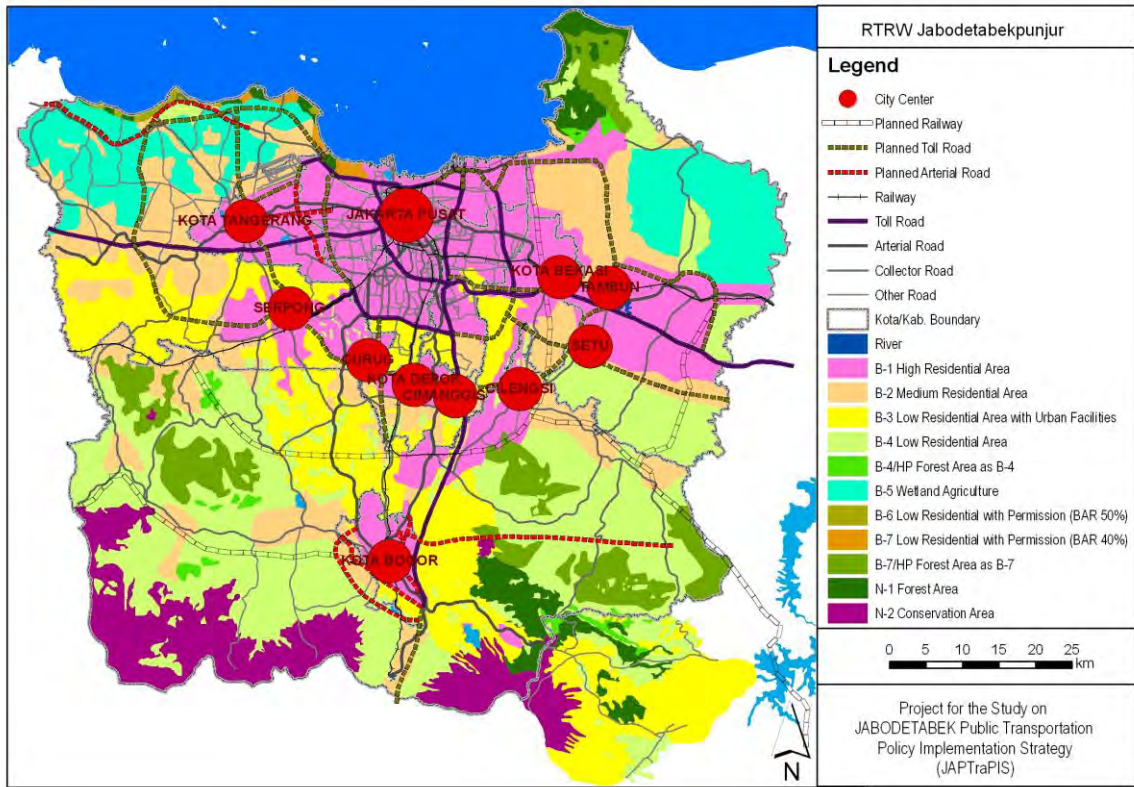 KOTA TANGERANG
JAKARTA PUSAT
KOTA BEKASI
TAMBUN
SERPONG
SETU
CURUG
KOTA DEPOK
CIMANGGIS
CILENGSI
KOTA BOGOR
N
RTRW Jabodetabekpunjur
Legend
City Center
Planned Railway
Planned Toll Road
Planned Arterial Road
Railway
Toll Road
Arterial Road
Collector Road
Other Road
Kota/Kab. Boundary
River
B-1 High Residential Area
B-2 Medium Residential Area
B-3 Low Residential Area with Urban Facilities
B-4 Low Residential Area
B-4/HP Forest Area as B-4
B-5 Wetland Agriculture
B-6 Low Residential with Permission (BAR 50%)
B-7 Low Residential with Permission (BAR 40%)
B-7/HP Forest Area as B-7
N-1 Forest Area
N-2 Conservation Area
0 5 10 15 20 25
km
Project for the Study on
JABODETABEK Public Transportation
Policy Implementation Strategy
(JAPTraPIS)